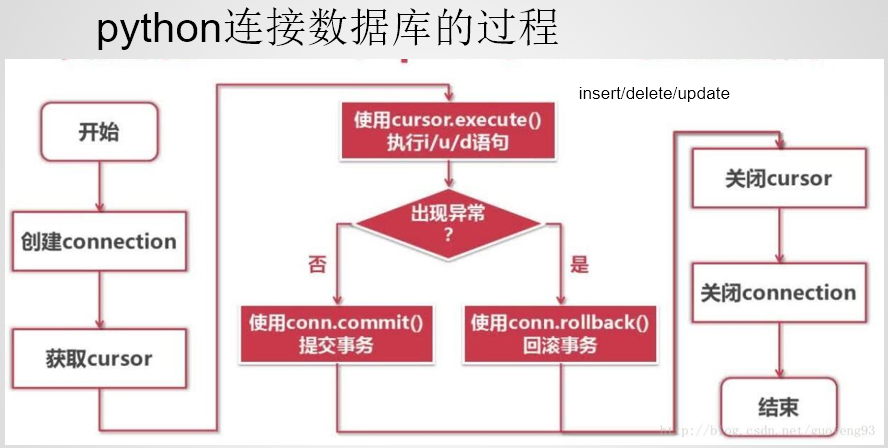 python连接数据库的过程
insert/delete/update
开始
创建connection
获取cursor
使用cursor.execute()
执行i/u/d语句
出现异常
?
否
是
使用conn.commit()
提交事务
使用conn.rollback()
回滚事务
关闭cursor
关闭connection
结束
http://blog.csdn.net/guofeng93